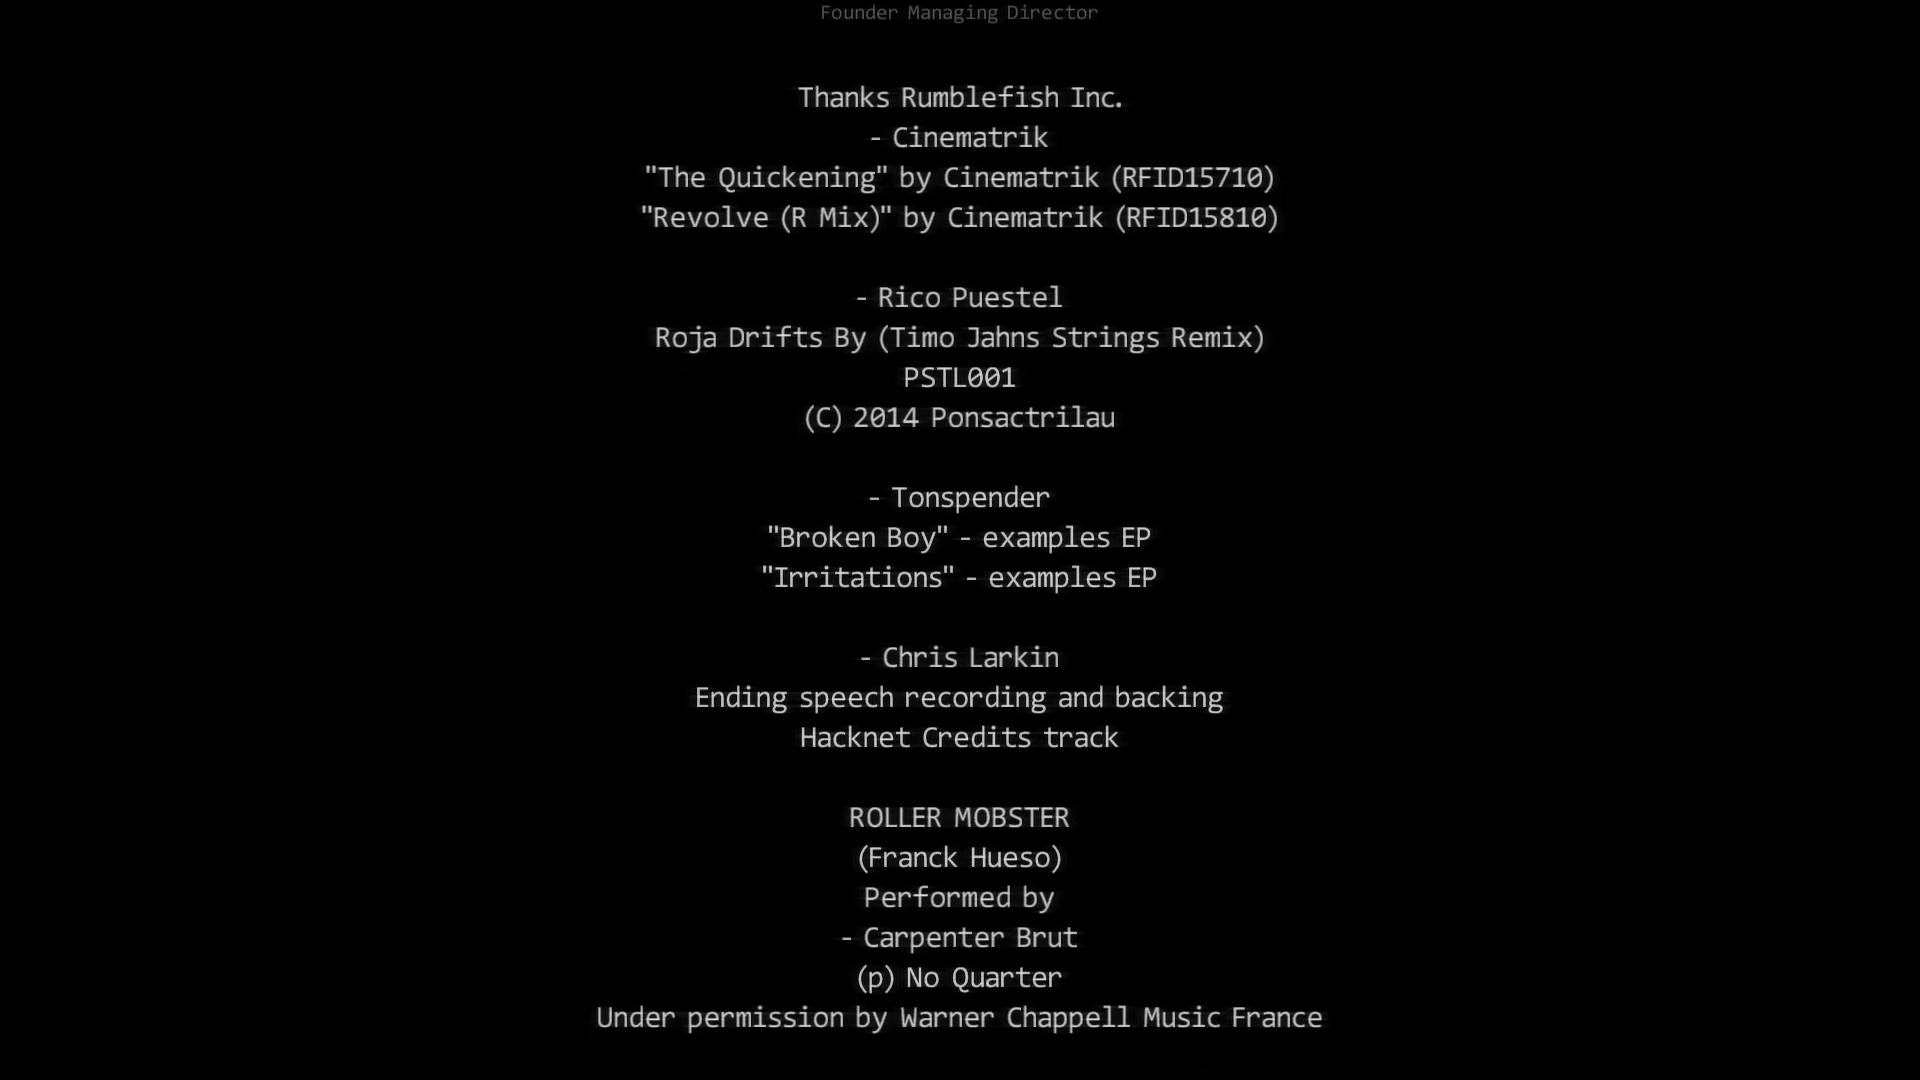 Founder Managing Director
Thanks Rumblefish Inc.
- Cinematrik
"The Quickening" by Cinematrik (RFID15710)
"Revolve (R Mix)" by Cinematrik (RFID15810)
- Rico Puestel
Roja Drifts By (Timo Jahns Strings Remix)
PSTL001
(C) 2014 Ponsactrilau
- Tonspender
"Broken Boy" - examples EP
"Irritations" - examples EP
- Chris Larkin
Ending speech recording and backing
Hacknet Credits track
ROLLER MOBSTER
(Franck Hueso)
Performed by
- Carpenter Brut
(p) No Quarter
Under permission by Warner Chappell Music France